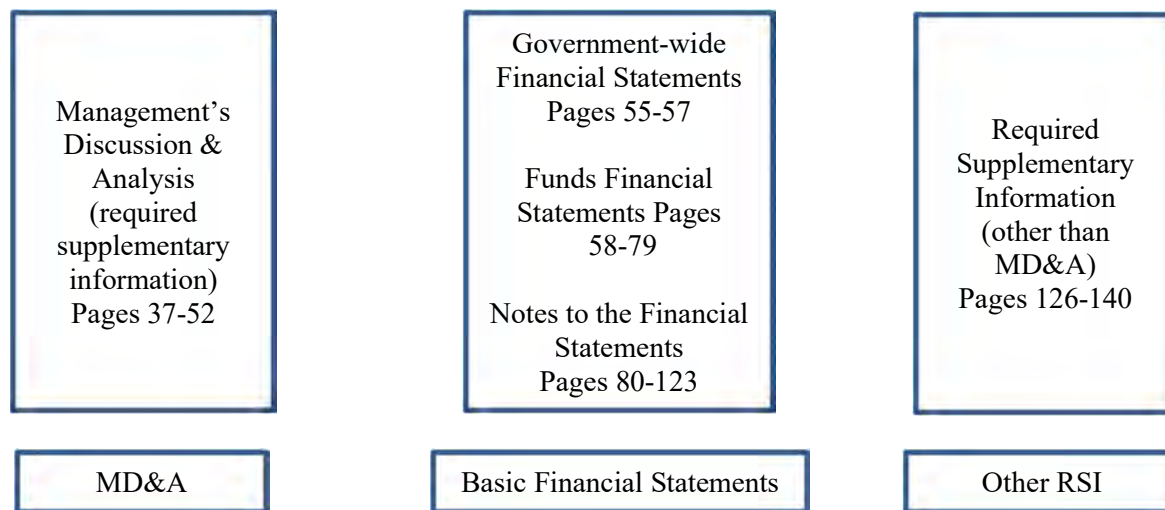 Management’s
Discussion &
Analysis
(required
supplementary
information)
Pages 37-52
Government-wide
Financial Statements
Pages 55-57
Funds Financial
Statements Pages
58-79
Notes to the Financial
Statements
Pages 80-123
Required
Supplementary
Information
(other than
MD&A)
Pages 126-140
MD&A
Basic Financial Statements
Other RSI